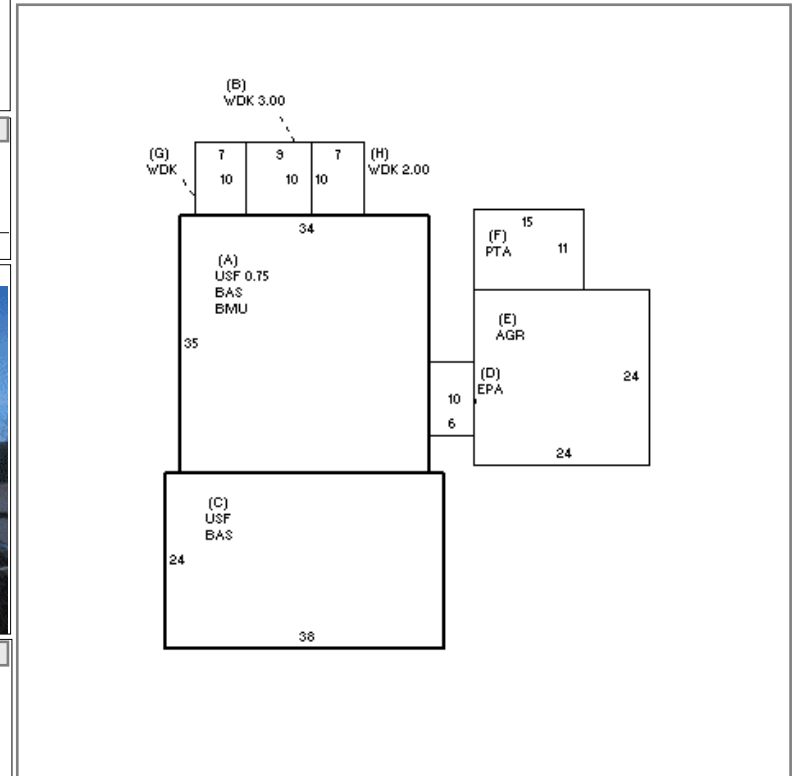 (B)
WDK 3.00
(G)
WDK
7
9
7
(H)
WDK 2.00
10
10
10
34
(A)
USF 0.75
BAS
BMU
35
15
(F)
PTA
11
(E)
AGR
24
(D)
EPA
10
6
24
(C)
USF
BAS
24
38